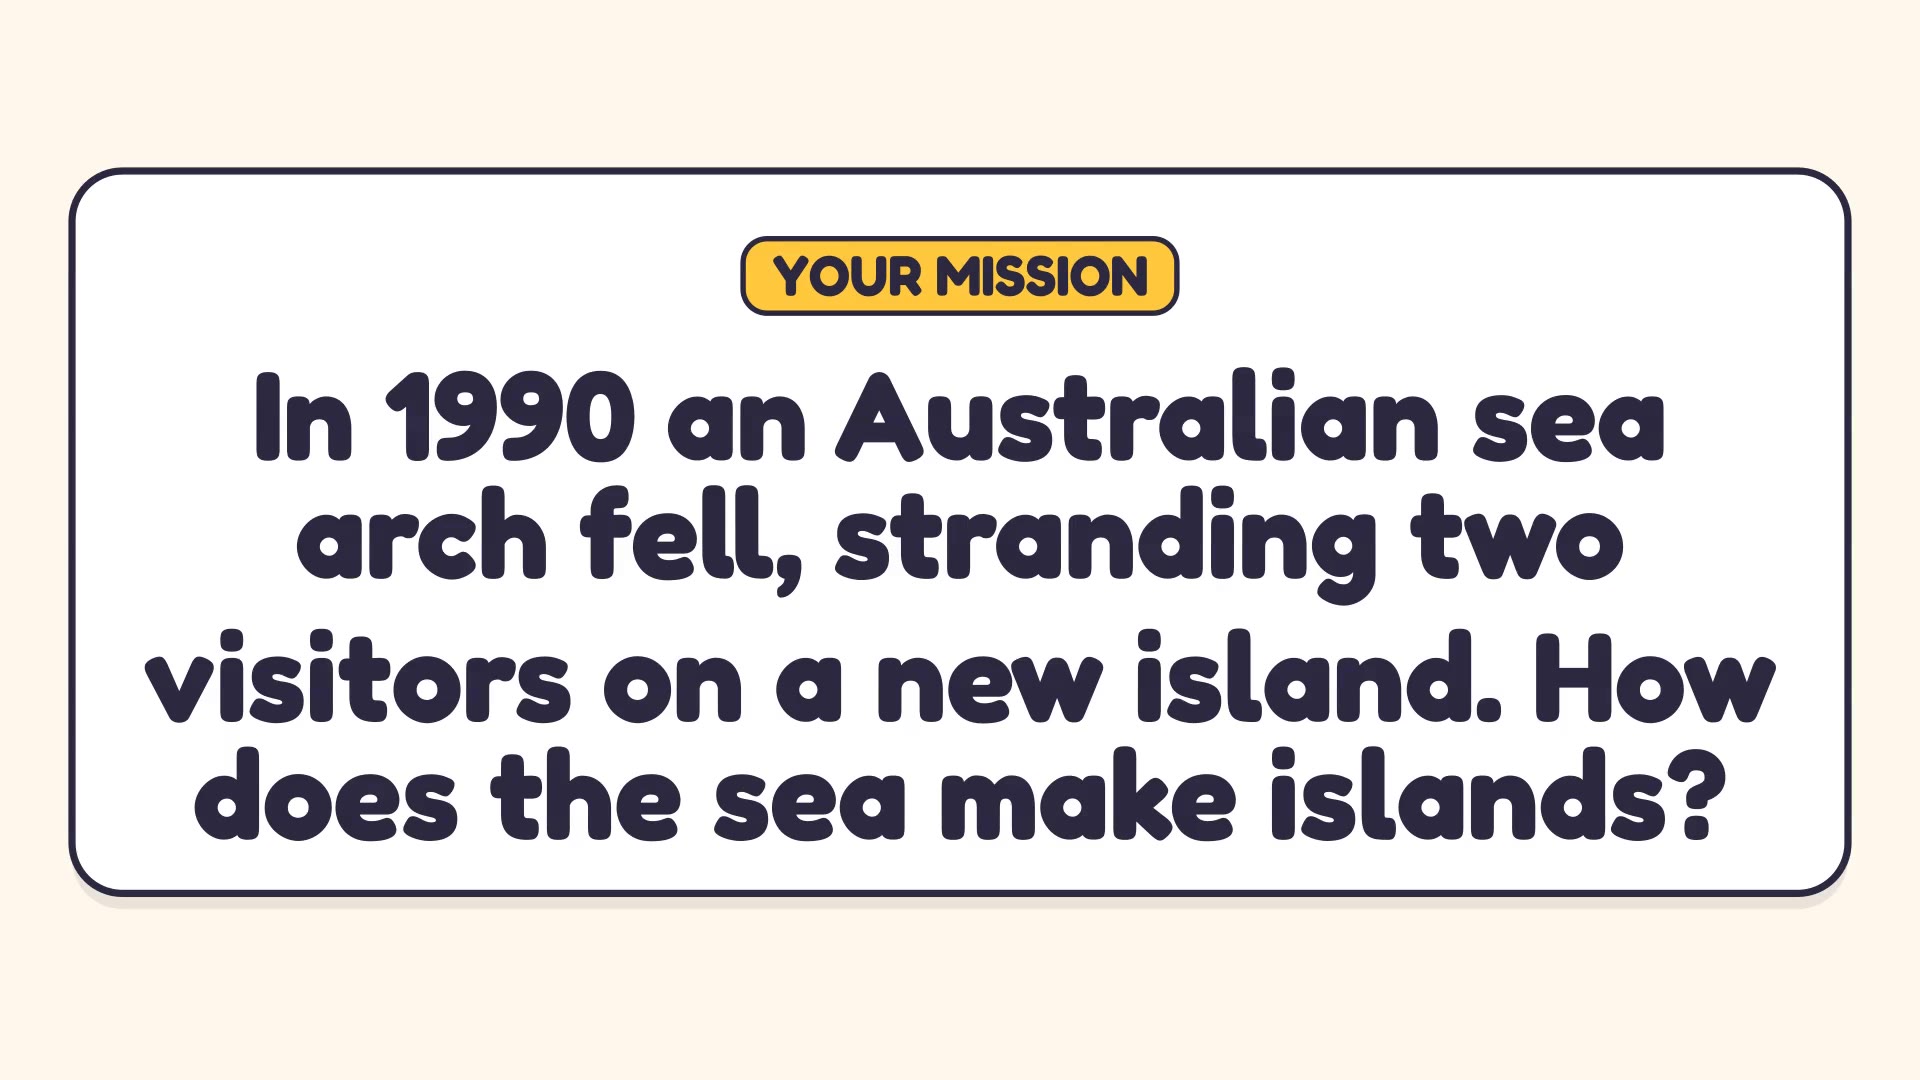 YOUR MISSION
In 1990 an Australian sea
arch fell, stranding two
visitors on a new island. How
does the sea make islands?